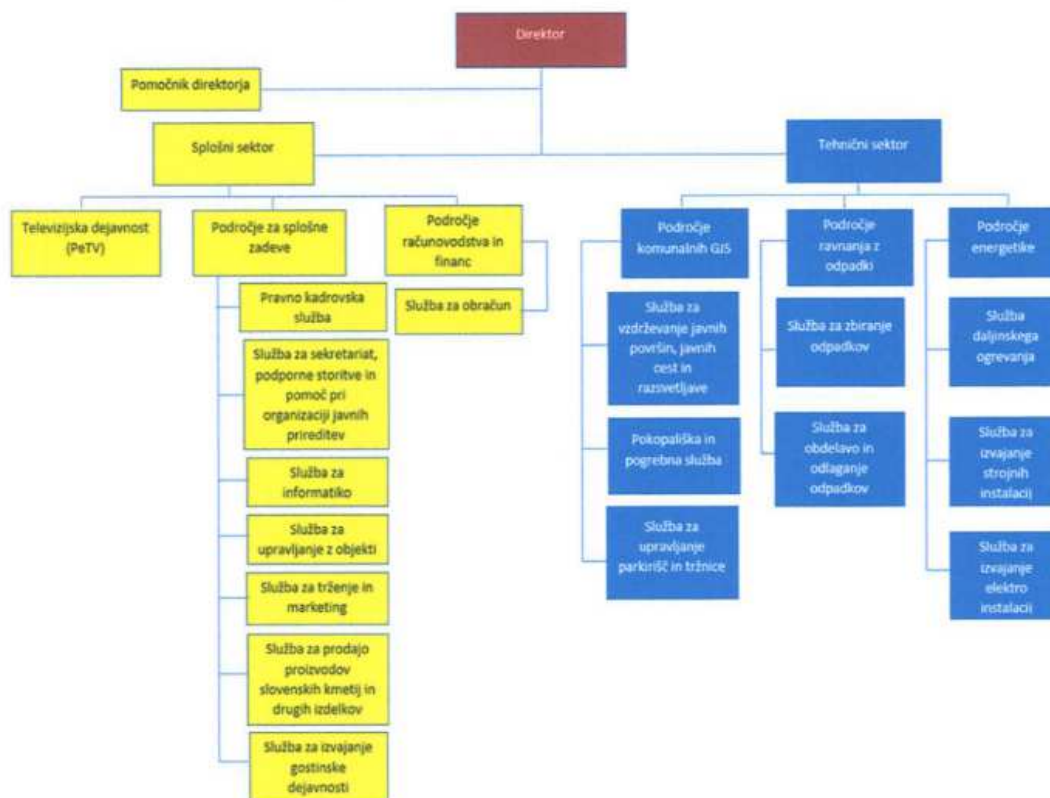 Direktor
Pomočnik direktorja
Splošni sektor
Tehnični sektor
Televizijska dejavnost
(PeTV)
Področje za splošne
zadeve
Področje
računovodstva in
financ
Področje
komunalnih GJS
Področje
ravnanja z
odpadki
Področje
energetike
Pravno kadrovska
služba
Služba za sekretariat,
podporne storitve in
pomoč pri
organizaciji javnih
prireditev
Služba za
informatiko
Služba za
upravljanje z objekti
Služba za trženje in
marketing
Služba za prodajo
proizvodov
slovenskih kmetij in
drugih izdelkov
Služba za izvajanje
gostinske
dejavnosti
Služba za obračun
Služba za
vzdrževanje javnih
površin, javnih
cest in
razsvetljave
Pokopališka in
pogrebna služba
Služba za
upravljanje
parkirišč in tržnice
Služba za zbiranje
odpadkov
Služba za
obdelavo in
odlaganje
odpadkov
Služba
daljinskega
ogrevanja
Služba za
izvajanje
strojnih
instalacij
Služba za
izvajanje
elektro
instalacij